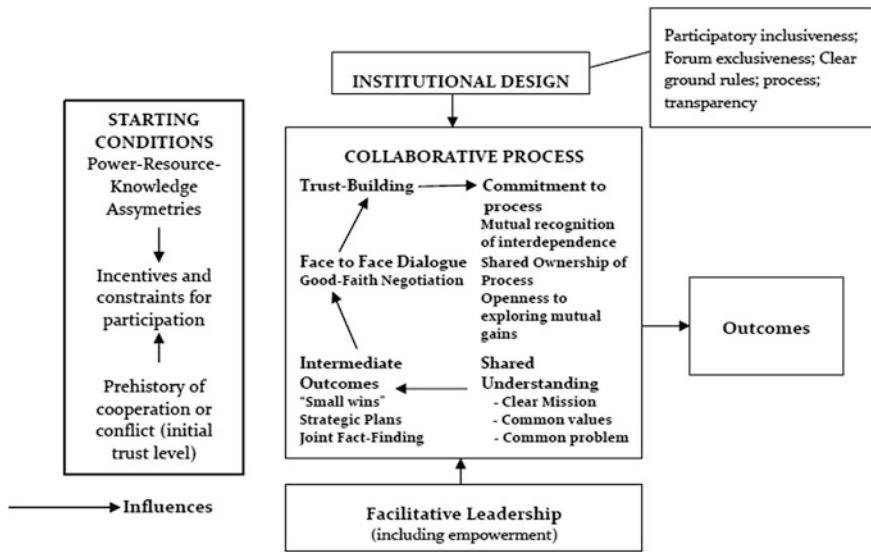 Participatory inclusiveness;
Forum exclusiveness; Clear
ground rules; process;
transparency
INSTITUTIONAL DESIGN
STARTING
CONDITIONS
Power-Resource-
Knowledge
Assymetries
Incentives and
constraints for
participation
Prehistory of
cooperation or
conflict (initial
trust level)
Influences
COLLABORATIVE PROCESS
Trust-Building
Commitment to
process
Mutual recognition
of interdependence
Shared Ownership of
Process
Openness to
exploring mutual
gains
Face to Face Dialogue
Good-Faith Negotiation
Intermediate
Outcomes
"Small wins"
Strategic Plans
Joint Fact-Finding
Shared
Understanding
- Clear Mission
- Common values
- Common problem
Outcomes
Facilitative Leadership
(including empowerment)